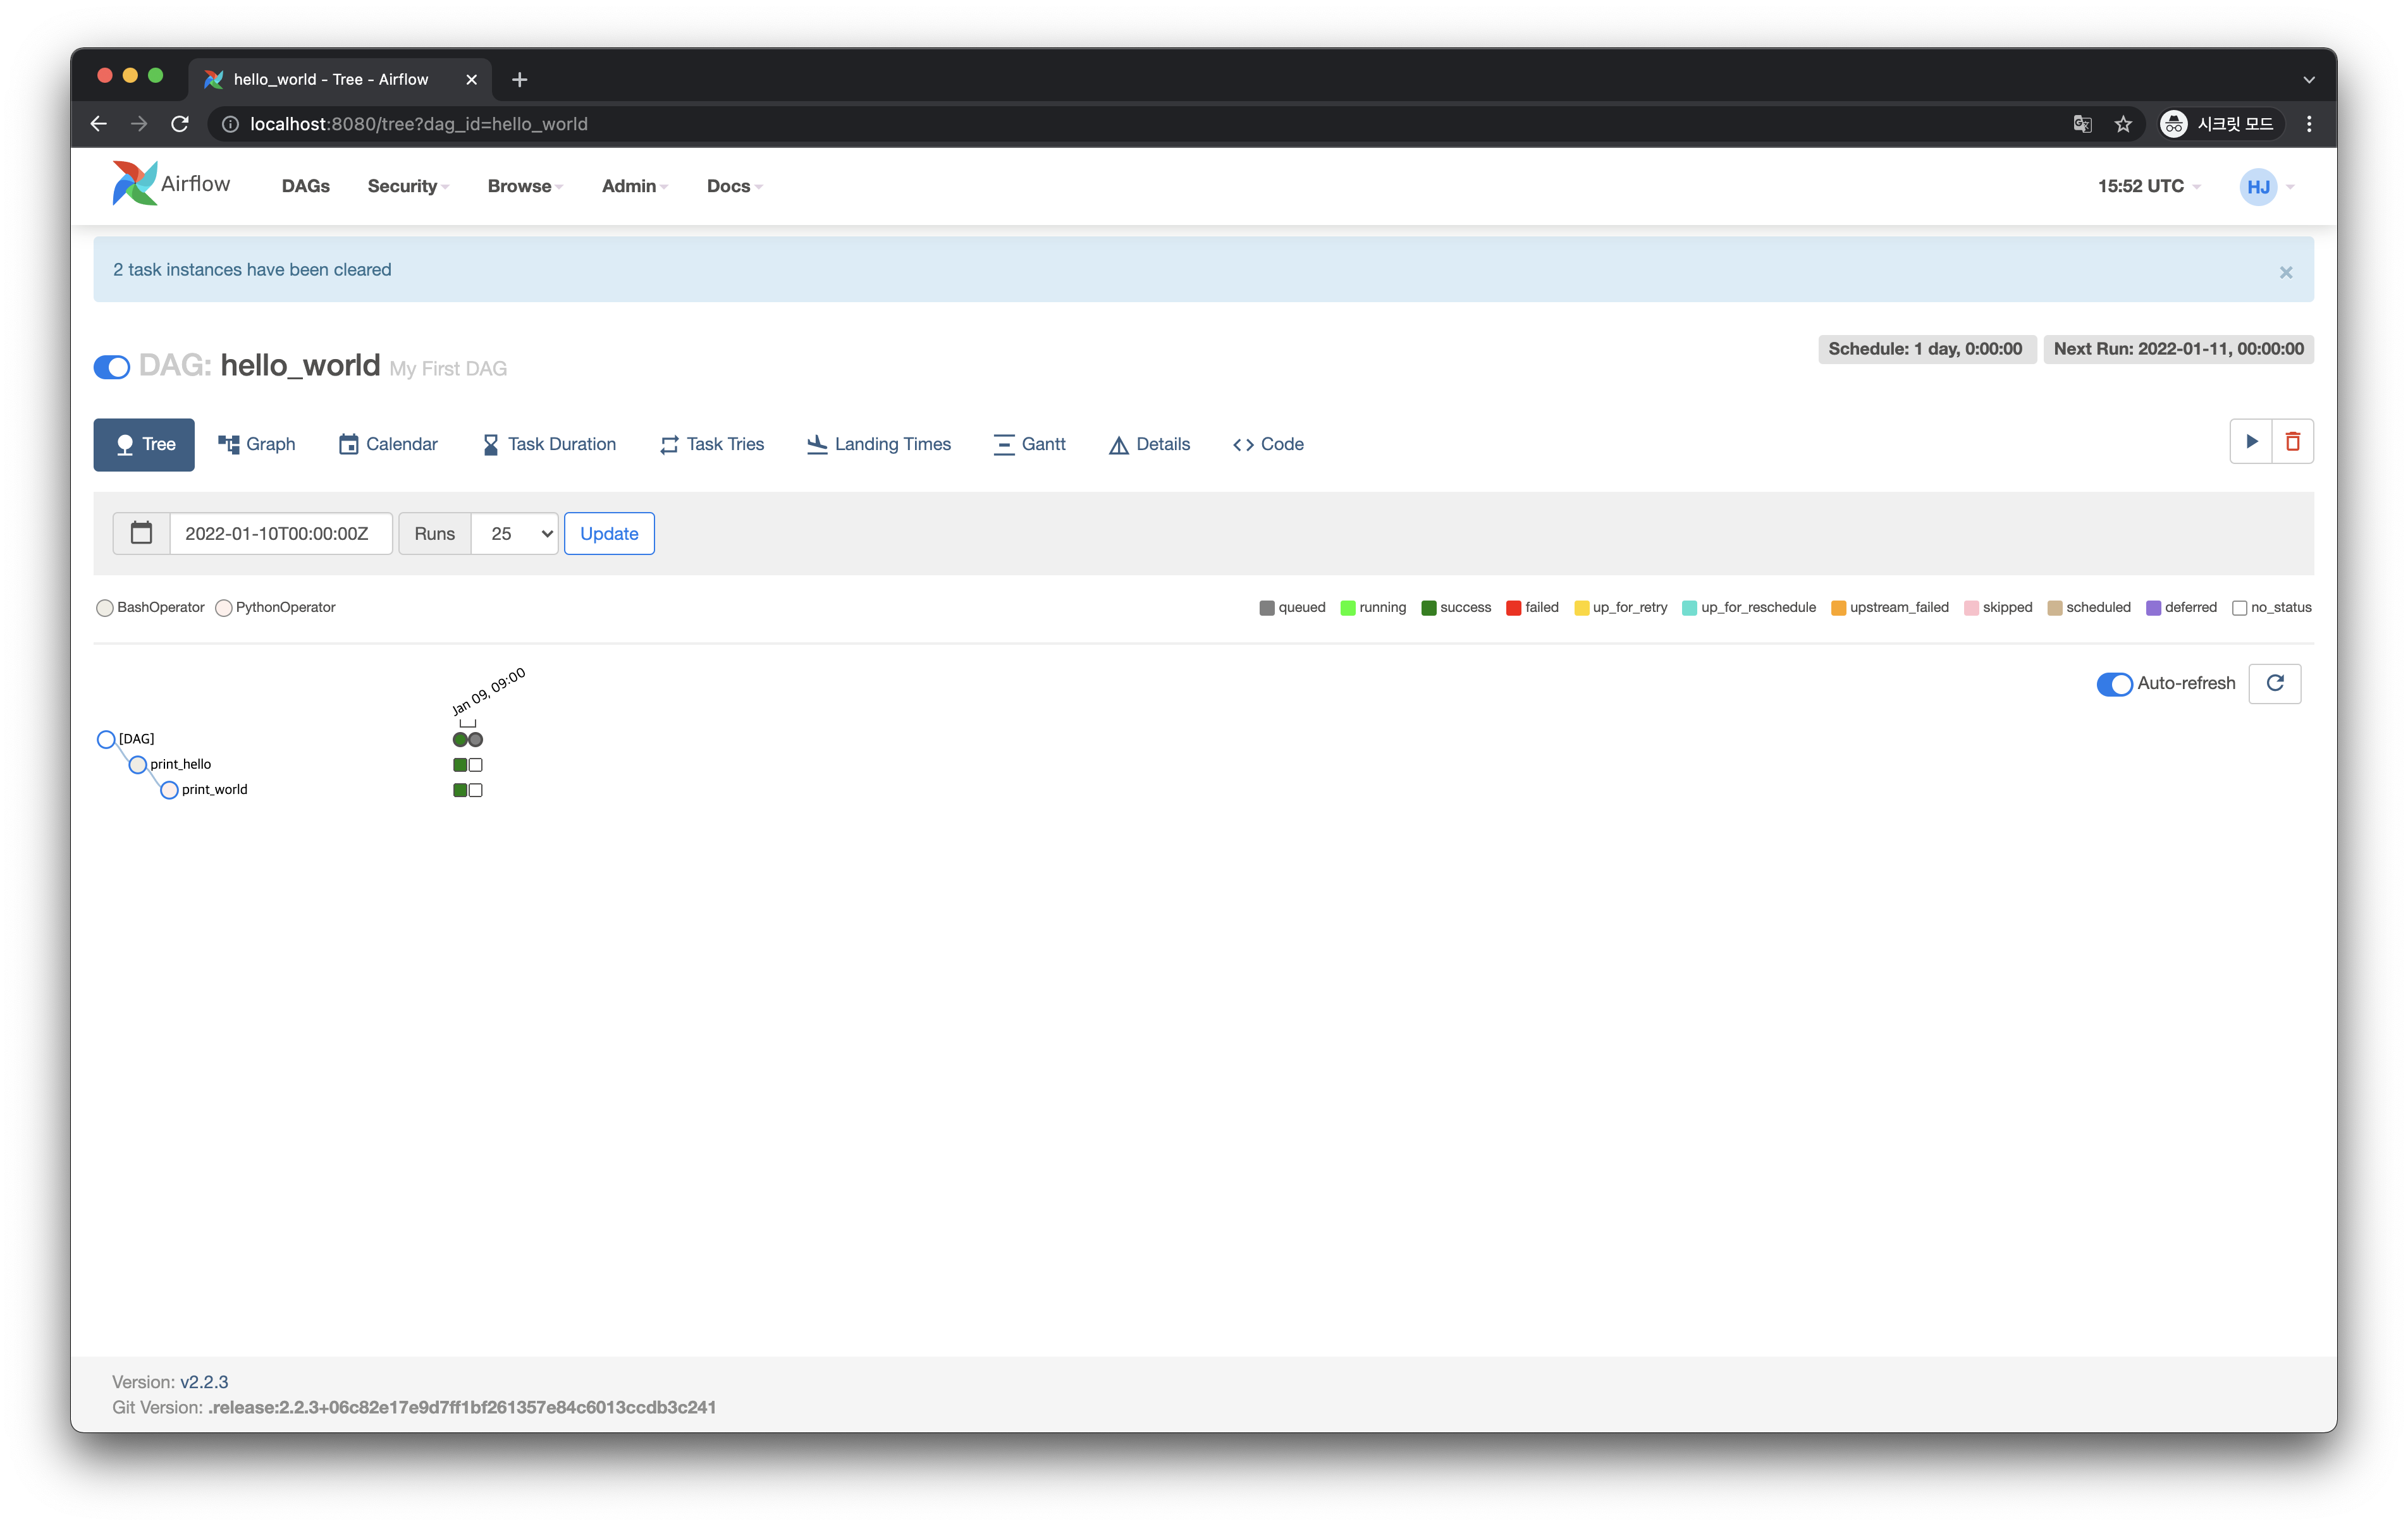 hello_world - Tree - Airflow
localhost:8080/tree?dag_id=hello_world
시크릿 모드
Airflow DAGs Security Browse Admin Docs 15:52 UTC HJ
2 task instances have been cleared
DAG: hello_world My First DAG
Schedule: 1 day, 0:00:00 Next Run: 2022-01-11, 00:00:00
Tree Graph Calendar Task Duration Task Tries Landing Times Gantt Details Code
2022-01-10T00:00:00Z Runs 25 Update
BashOperator PythonOperator queued running success failed up_for_retry up_for_reschedule upstream_failed skipped scheduled deferred no_status
Jan 09, 09:00
Auto-refresh
[DAG]
print_hello
print_world
Version: v2.2.3
Git Version: .release:2.2.3+06c82e17e9d7ff1bf261357e84c6013ccdb3c241